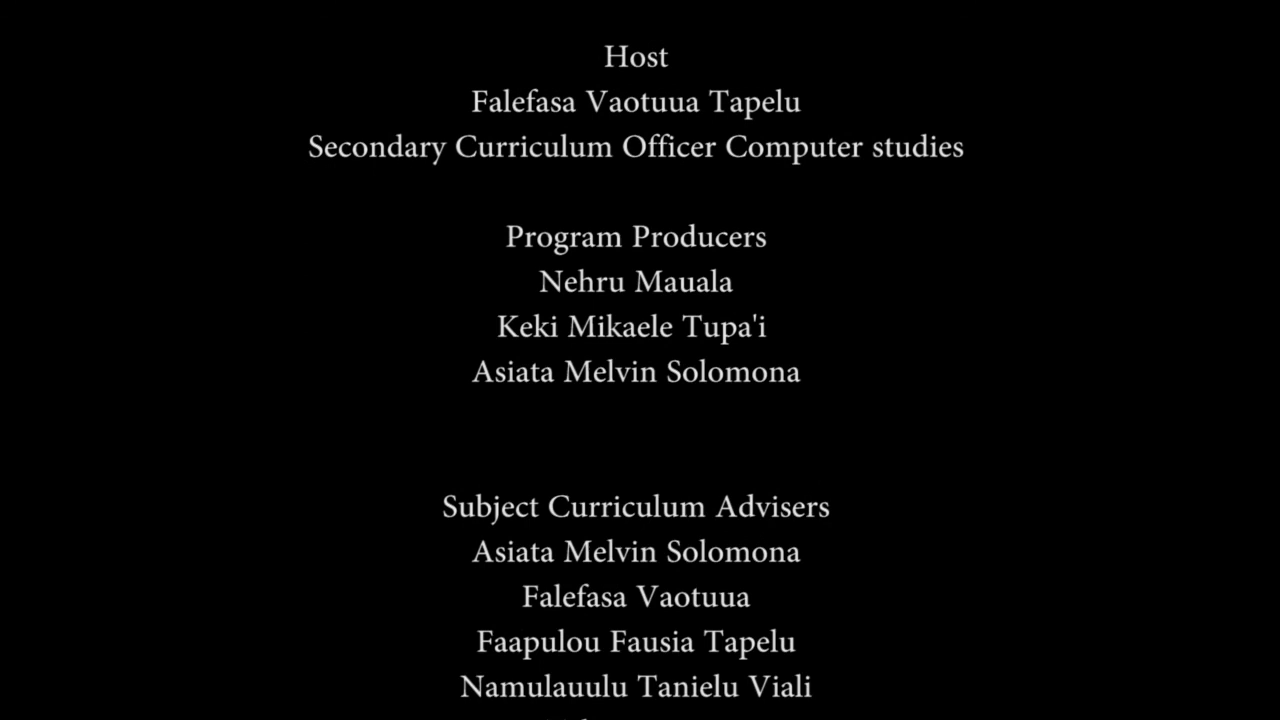 Host
Falefasa Vaotuua Tapelu
Secondary Curriculum Officer Computer studies
Program Producers
Nehru Mauala
Keki Mikaele Tupa'i
Asiata Melvin Solomona
Subject Curriculum Advisers
Asiata Melvin Solomona
Falefasa Vaotuua
Faapulou Fausia Tapelu
Namulauulu Tanielu Viali